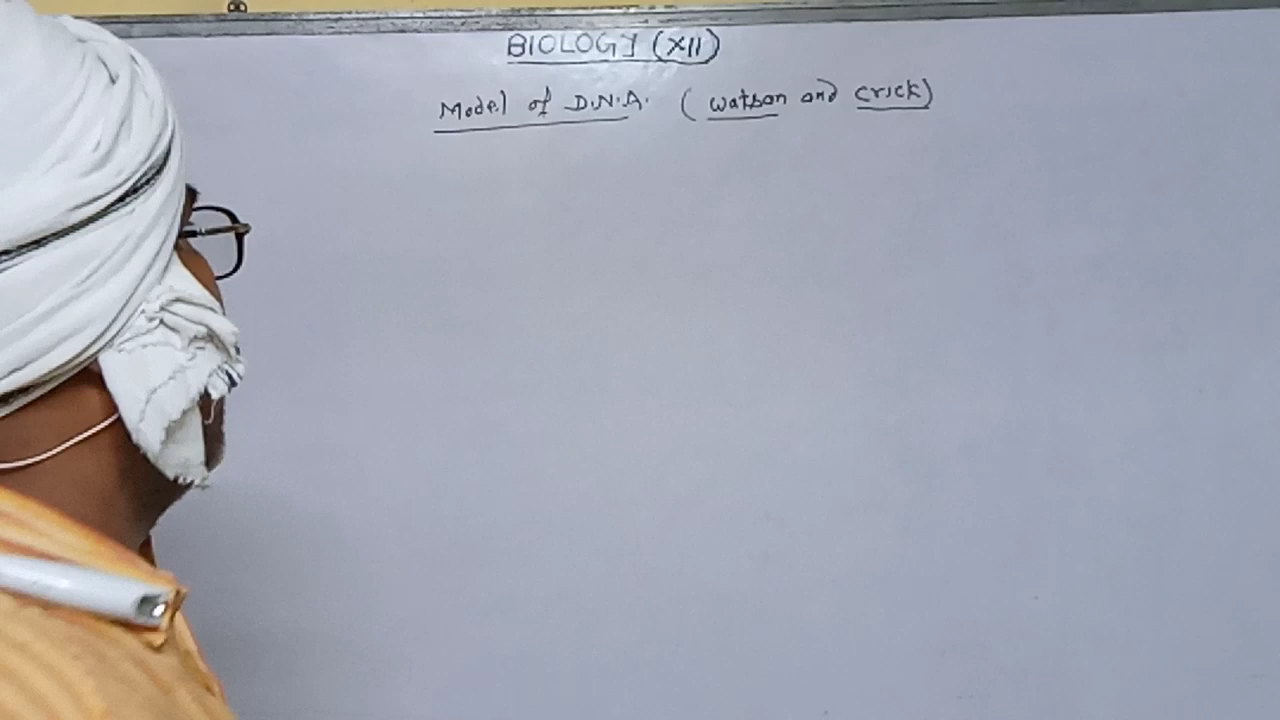 BIOLOGY (XII)
Model of D.N.A. (Watson and Crick)